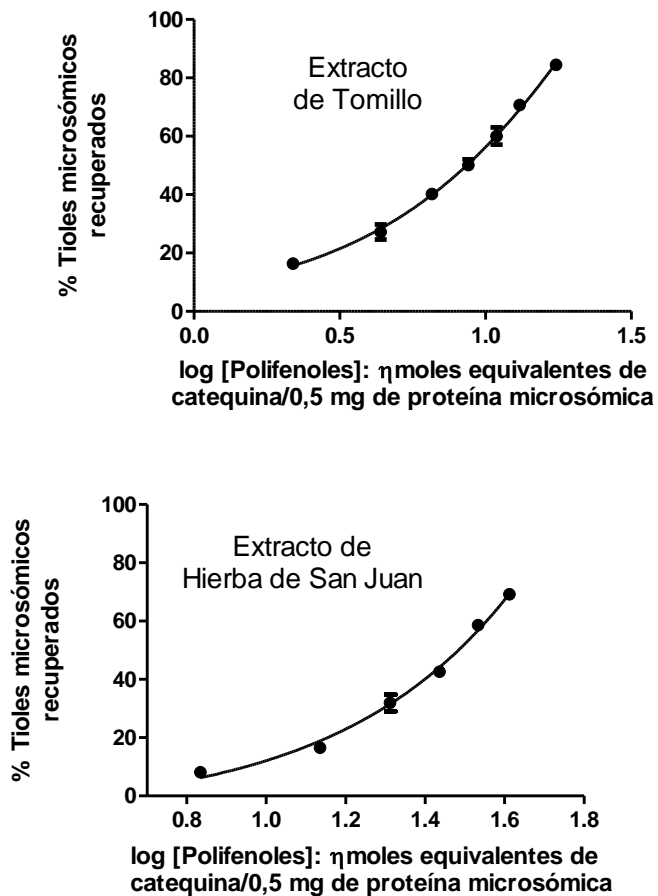 100
80
60
40
20
0
% Tioles microsómicos
recuperados
Extracto
de Tomillo
0.0 0.5 1.0 1.5
log [Polifenoles]: ηmoles equivalentes de
catequina/0,5 mg de proteína microsómica
100
80
60
40
20
0
% Tioles microsómicos
recuperados
Extracto de
Hierba de San Juan
0.8 1.0 1.2 1.4 1.6 1.8
log [Polifenoles]: ηmoles equivalentes de
catequina/0,5 mg de proteína microsómica